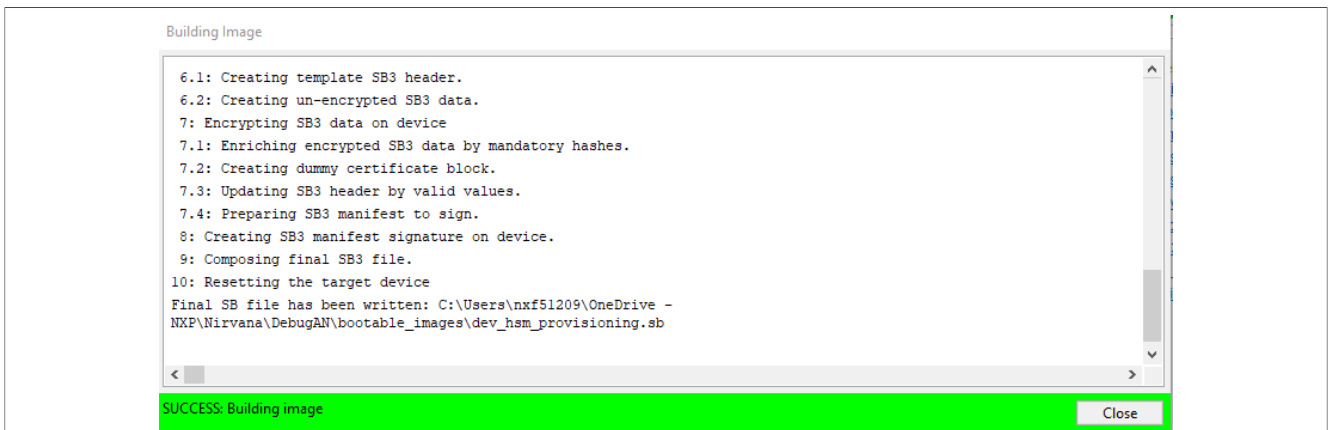 Building Image
6.1: Creating template SB3 header.
6.2: Creating un-encrypted SB3 data.
7: Encrypting SB3 data on device
7.1: Enriching encrypted SB3 data by mandatory hashes.
7.2: Creating dummy certificate block.
7.3: Updating SB3 header by valid values.
7.4: Preparing SB3 manifest to sign.
8: Creating SB3 manifest signature on device.
9: Composing final SB3 file.
10: Resetting the target device
Final SB file has been written: C:\Users\nxf51209\OneDrive -
NXP\Nirvana\DebugAN\bootable_images\dev_hsm_provisioning.sb
SUCCESS: Building image
Close